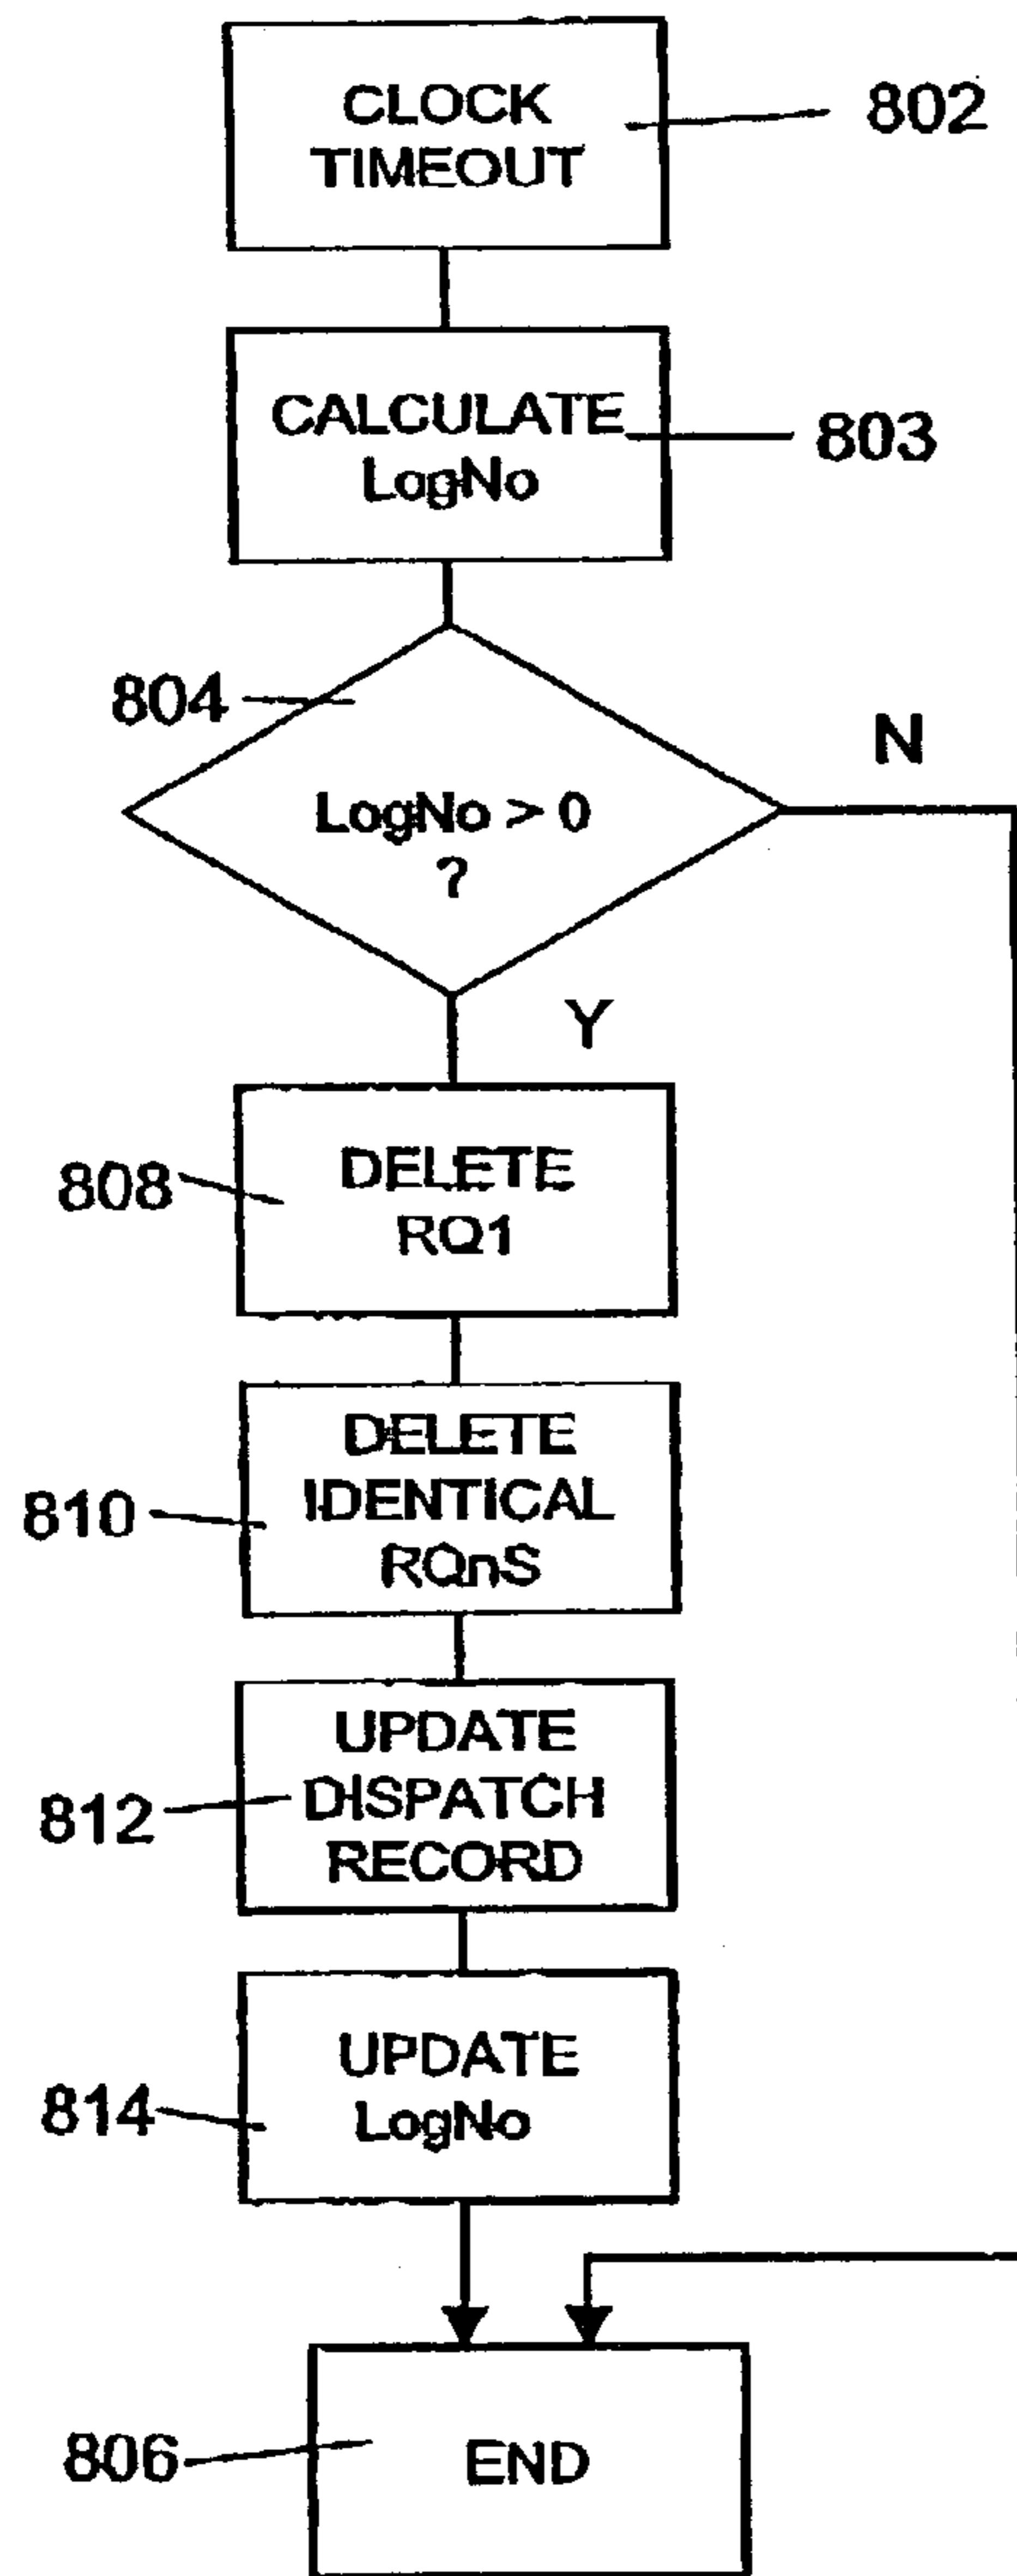 CLOCK
TIMEOUT
802
CALCULATE
LogNo
803
804
LogNo > 0
?
N
Y
808
DELETE
RQ1
810
DELETE
IDENTICAL
RQnS
812
UPDATE
DISPATCH
RECORD
814
UPDATE
LogNo
806
END